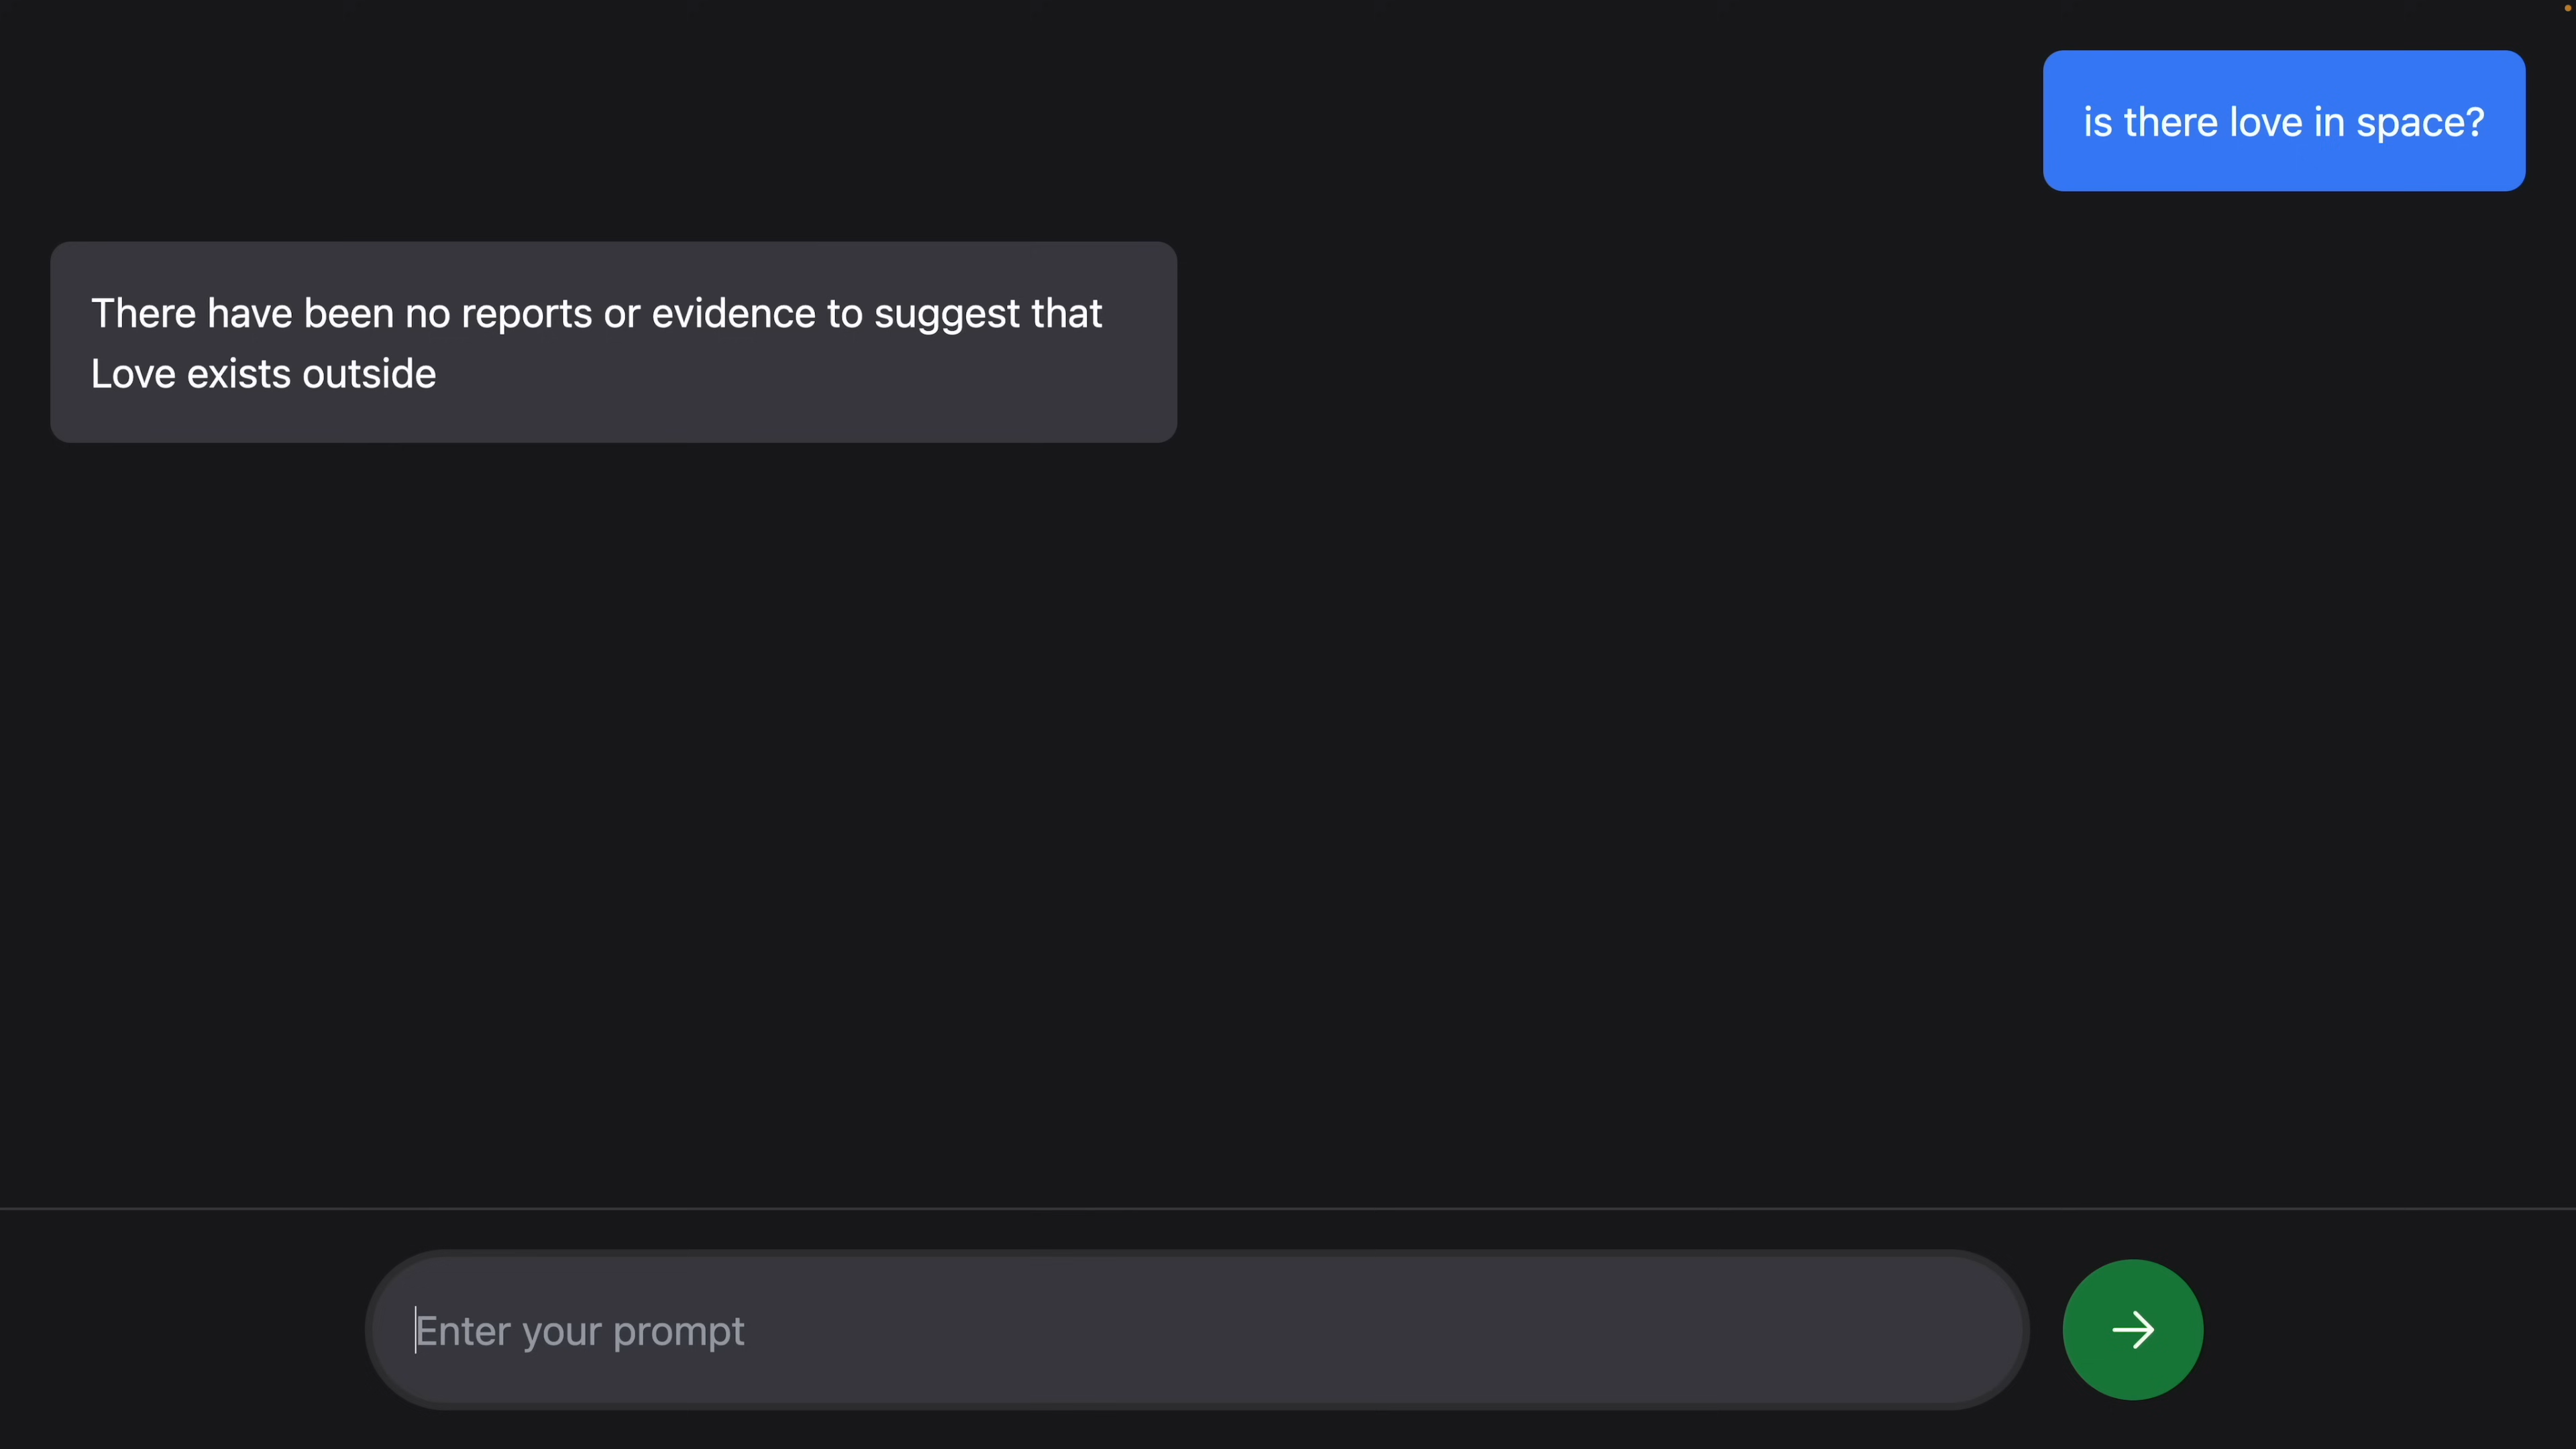 is there love in space?
There have been no reports or evidence to suggest that
Love exists outside
Enter your prompt